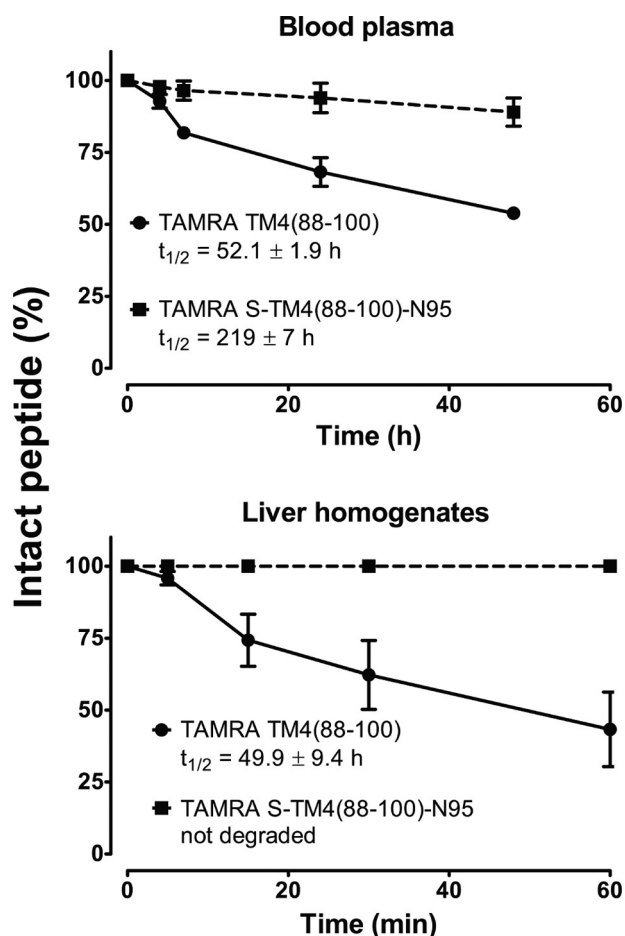 Blood plasma
Intact peptide (%)
100
75
50
25
0
TAMRA TM4(88-100)
t1/2 = 52.1 ± 1.9 h
TAMRA S-TM4(88-100)-N95
t1/2 = 219 ± 7 h
0 20 40 60
Time (h)
Liver homogenates
100
75
50
25
0
TAMRA TM4(88-100)
t1/2 = 49.9 ± 9.4 h
TAMRA S-TM4(88-100)-N95
not degraded
0 20 40 60
Time (min)